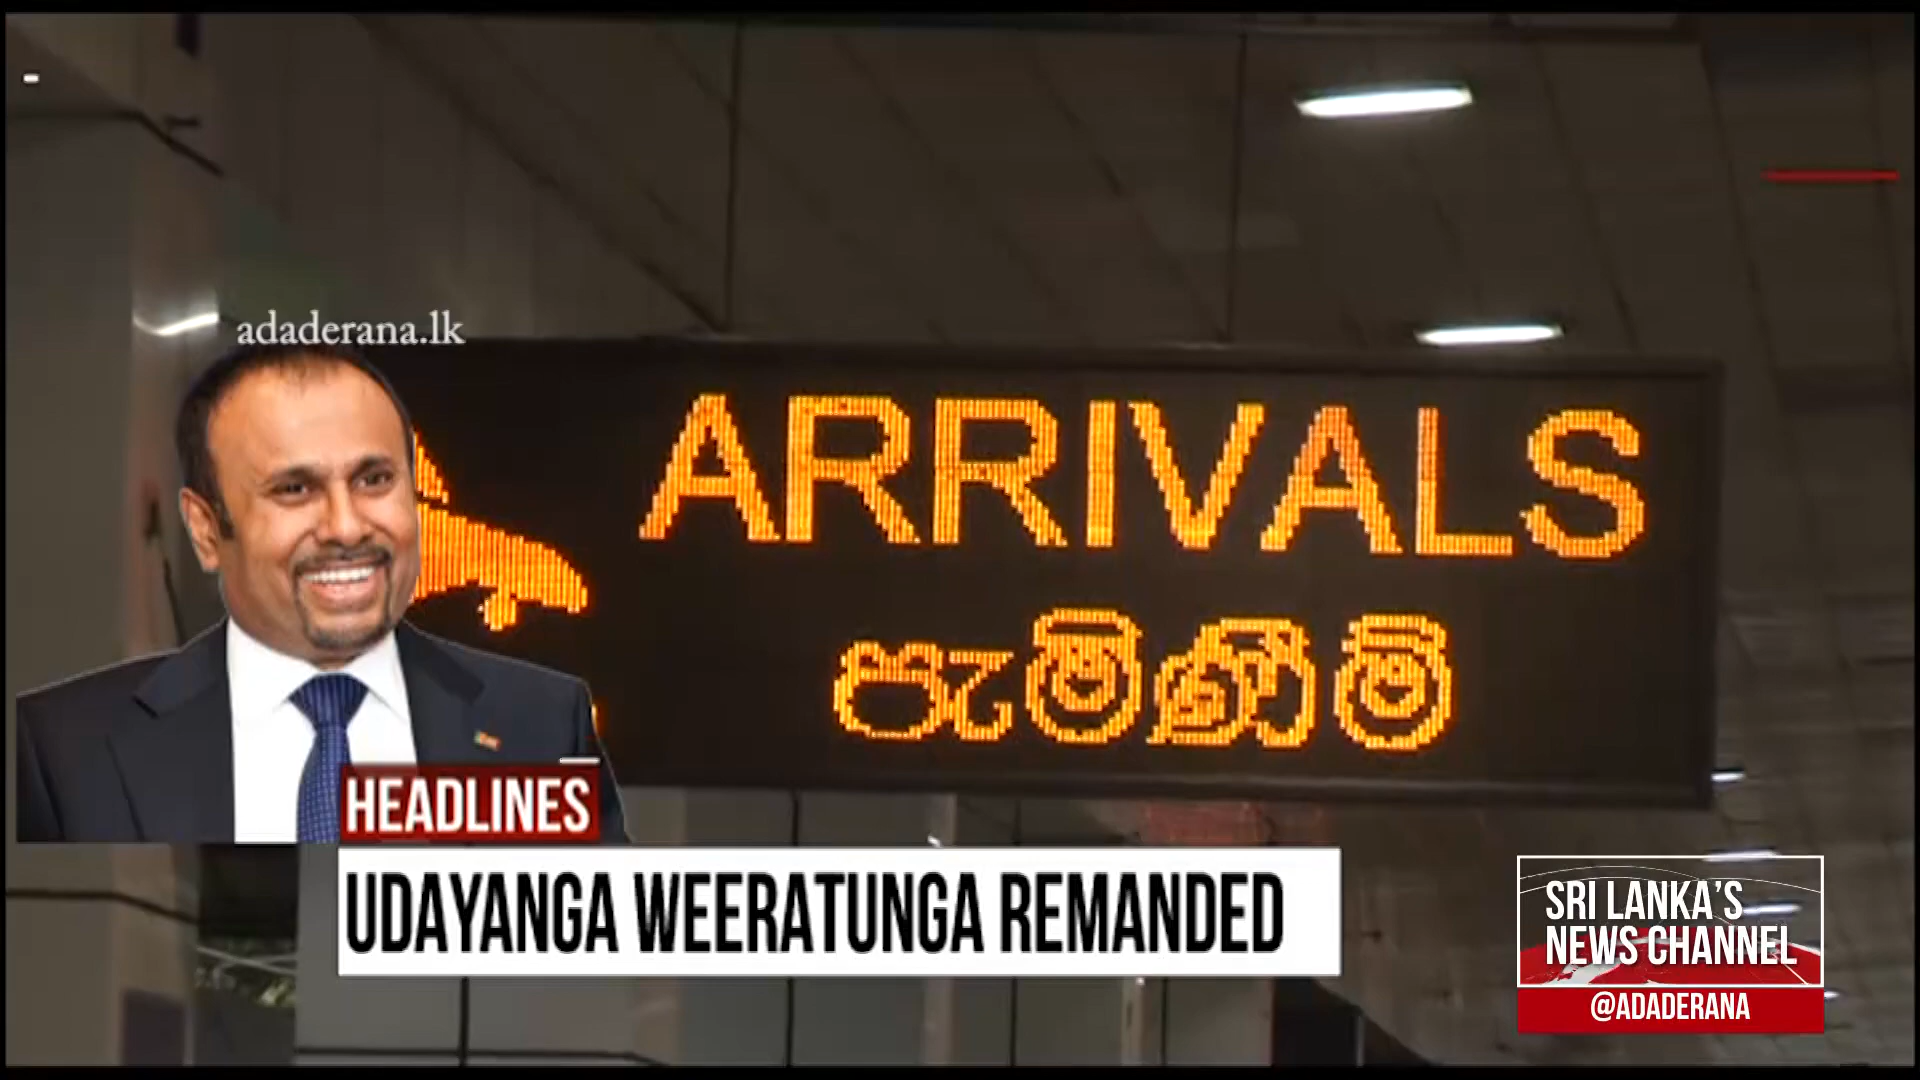 adaderana.lk
ARRIVALS
පැමිණීම්
HEADLINES
UDAYANGA WEERATUNGA REMANDED
SRI LANKA'S
NEWS CHANNEL
@ADADERANA